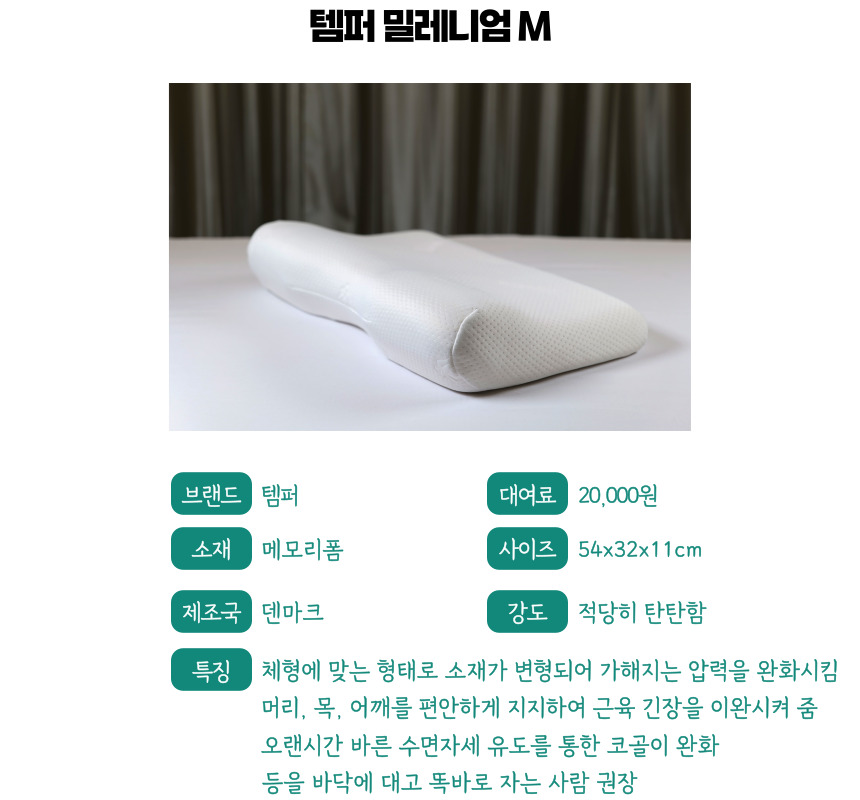 템퍼 밀레니엄 M
브랜드 템퍼 대여료 20,000원
소재 메모리폼 사이즈 54x32x11cm
제조국 덴마크 강도 적당히 탄탄함
특징 체형에 맞는 형태로 소재가 변형되어 가해지는 압력을 완화시킴
머리, 목, 어깨를 편안하게 지지하여 근육 긴장을 이완시켜 줌
오랜시간 바른 수면자세 유도를 통한 코골이 완화
등을 바닥에 대고 똑바로 자는 사람 권장